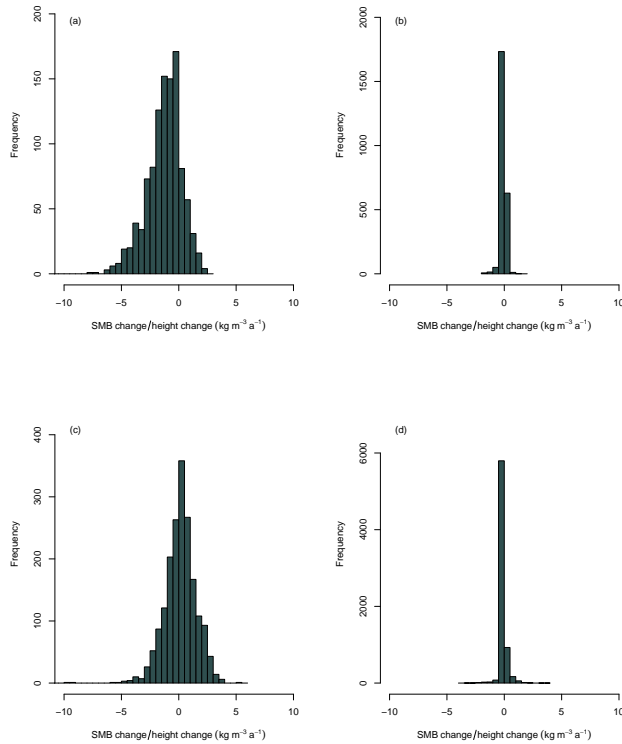 (a)
Frequency
200
150
100
50
0
−10 −5 0 5 10
SMB change/height change (kg m⁻³ a⁻¹)
(b)
Frequency
2000
1500
1000
500
0
−10 −5 0 5 10
SMB change/height change (kg m⁻³ a⁻¹)
(c)
Frequency
400
300
200
100
0
−10 −5 0 5 10
SMB change/height change (kg m⁻³ a⁻¹)
(d)
Frequency
6000
4000
2000
0
−10 −5 0 5 10
SMB change/height change (kg m⁻³ a⁻¹)